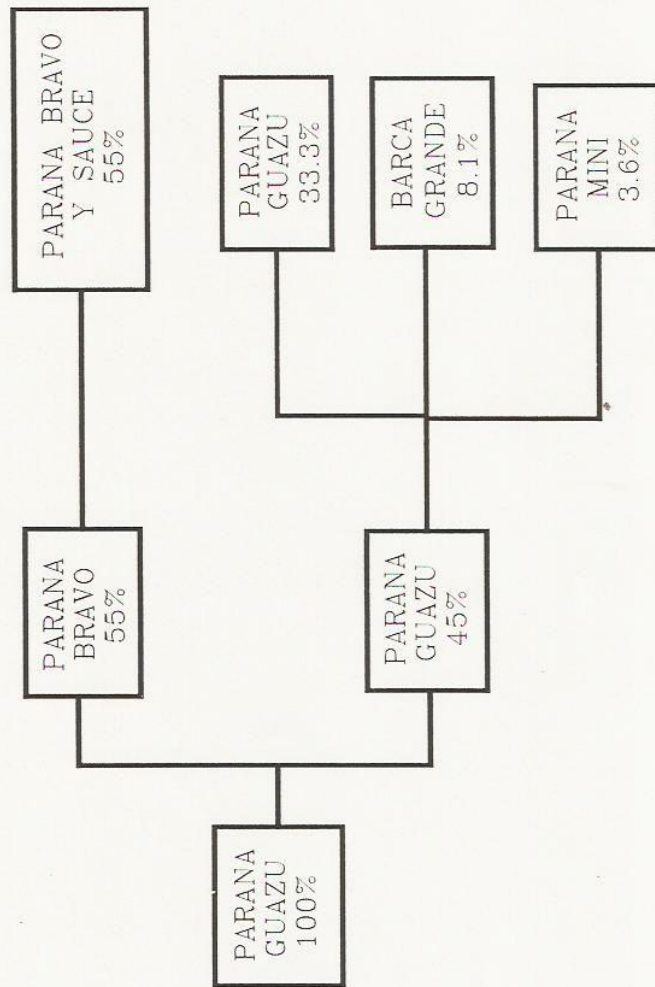 PARANA
GUAZU
100%
PARANA
BRAVO
55%
PARANA
GUAZU
45%
PARANA BRAVO
Y SAUCE
55%
PARANA
GUAZU
33.3%
BARCA
GRANDE
8.1%
PARANA
MINI
3.6%